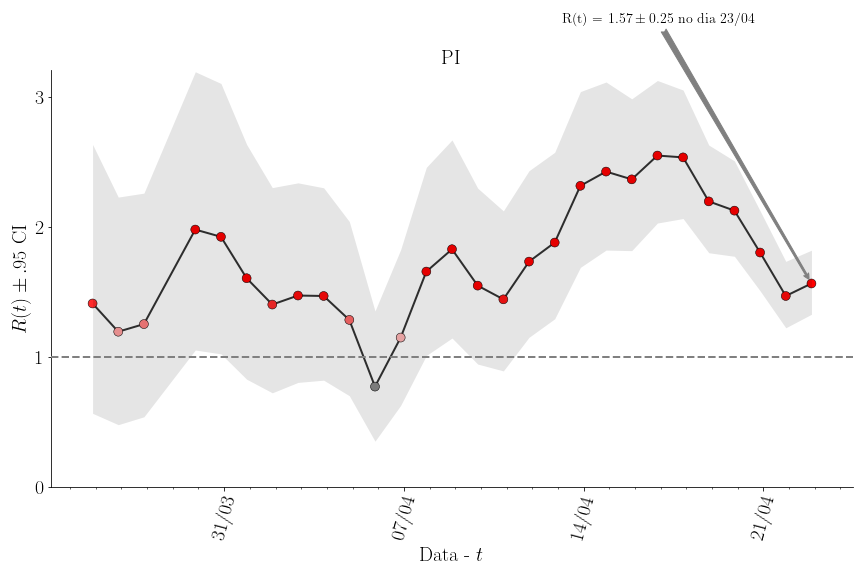 R(t) = 1.57 ± 0.25 no dia 23/04
PI
R(t) ± .95 CI
3
2
1
0
31/03
07/04
14/04
21/04
Data - t